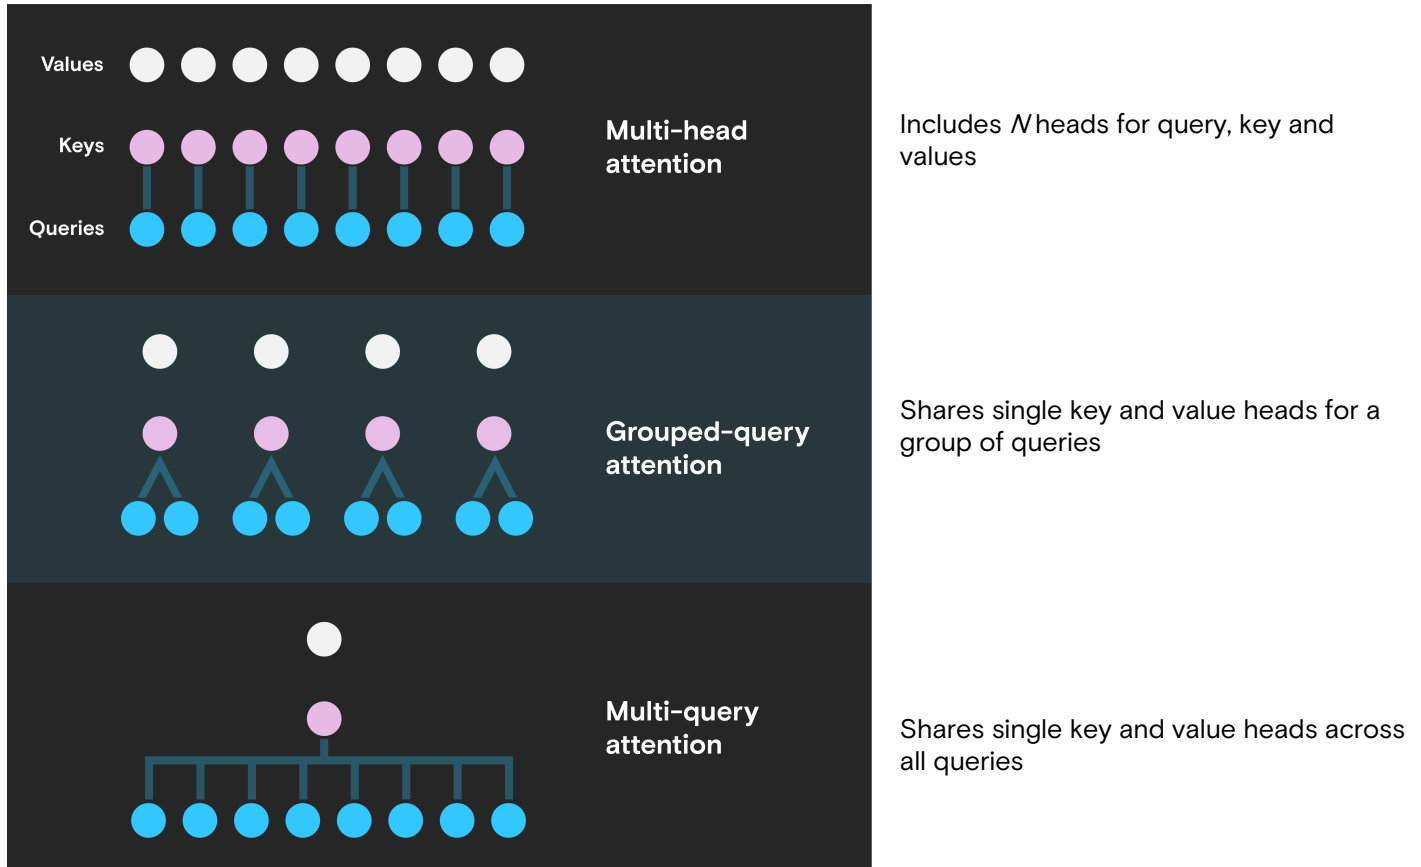 Values
Keys
Queries
Multi-head
attention
Includes N heads for query, key and
values
Grouped-query
attention
Shares single key and value heads for a
group of queries
Multi-query
attention
Shares single key and value heads across
all queries